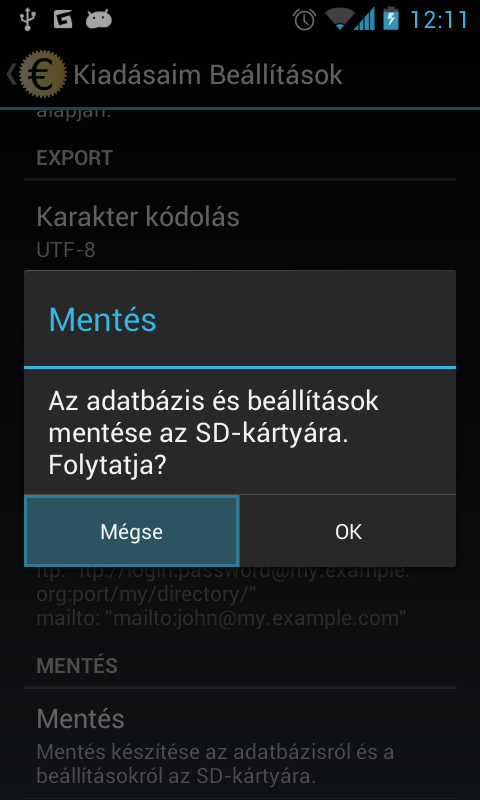 12:11
Kiadásaim Beállítások
alapján.
EXPORT
Karakter kódolás
UTF-8
Mentés
Az adatbázis és beállítások
mentése az SD-kártyára.
Folytatja?
Mégse
OK
ftp: "ftp://login:password@my.example.
org:port/my/directory/"
mailto: "mailto:john@my.example.com"
MENTÉS
Mentés
Mentés készítése az adatbázisról és a
beállításokról az SD-kártyára.